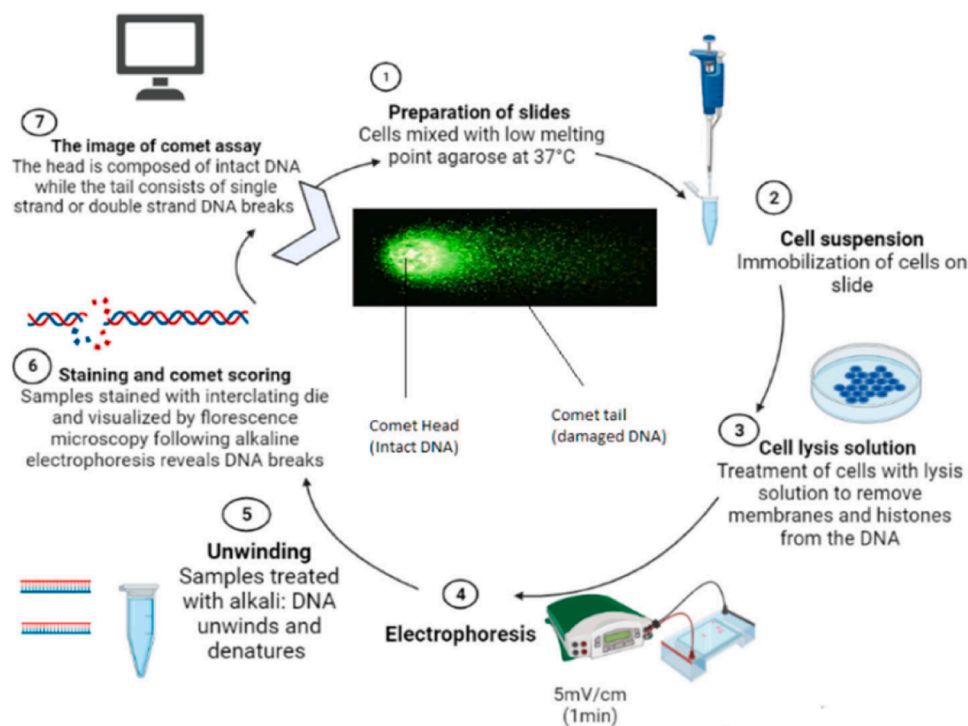 1
Preparation of slides
Cells mixed with low melting
point agarose at 37°C
2
Cell suspension
Immobilization of cells on
slide
3
Cell lysis solution
Treatment of cells with lysis
solution to remove
membranes and histones
from the DNA
4
Electrophoresis
5mV/cm
(1min)
5
Unwinding
Samples treated
with alkali: DNA
unwinds and
denatures
6
Staining and comet scoring
Samples stained with interclating die
and visualized by florescence
microscopy following alkaline
electrophoresis reveals DNA breaks
7
The image of comet assay
The head is composed of intact DNA
while the tail consists of single
strand or double strand DNA breaks
Comet Head
(Intact DNA)
Comet tail
(damaged DNA)